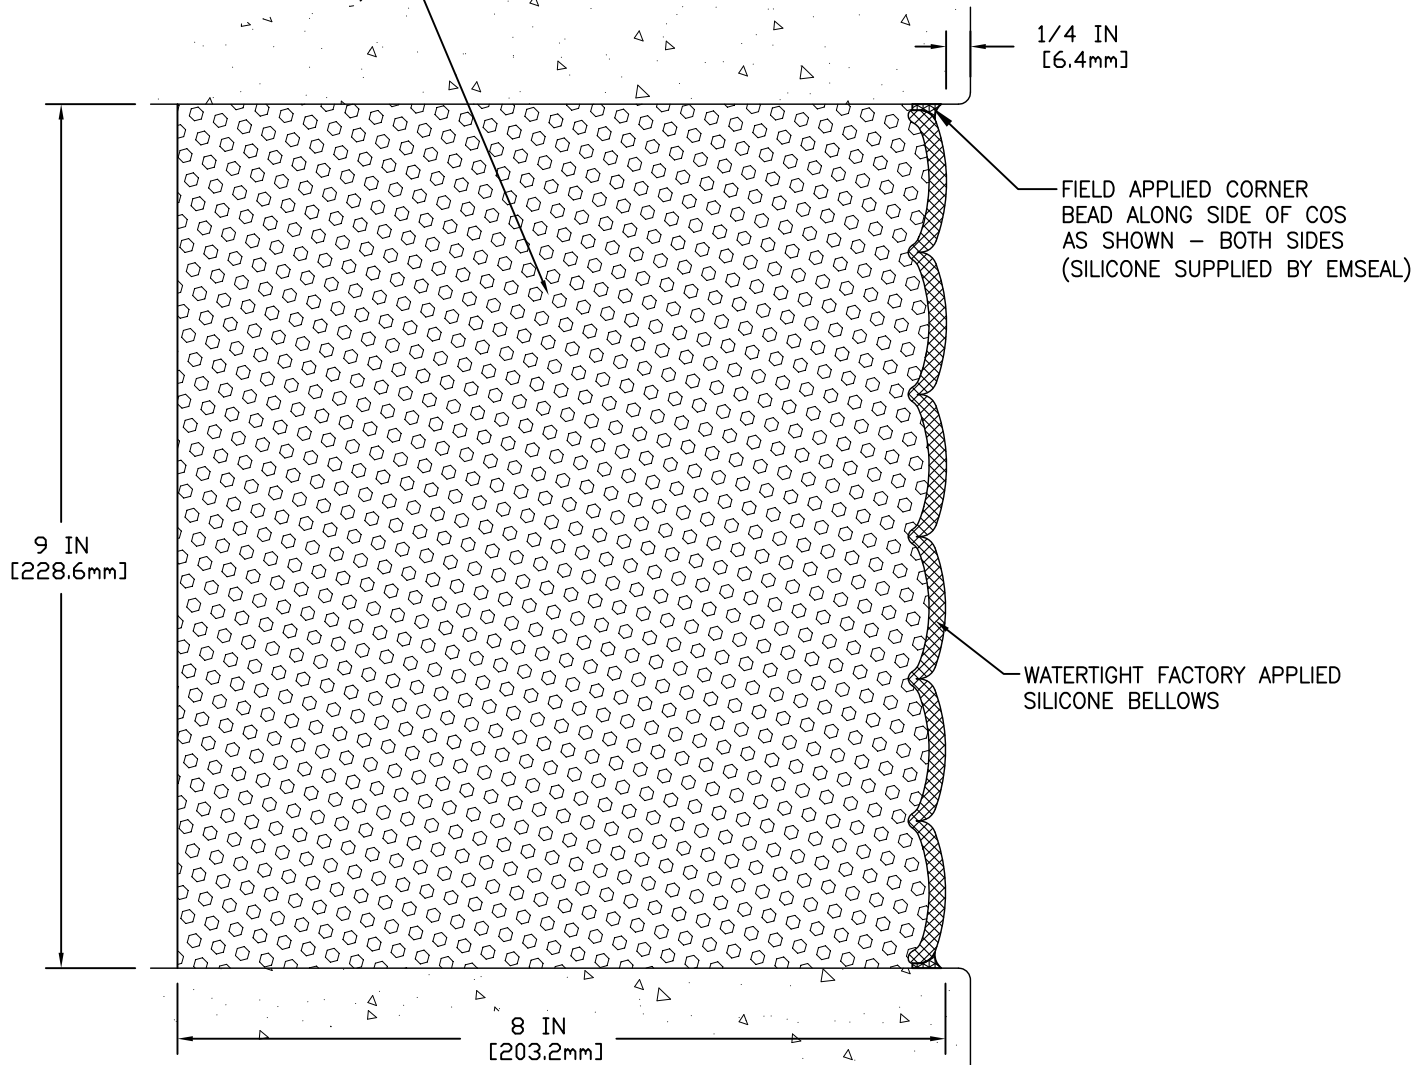 1/4 IN
[6.4mm]
FIELD APPLIED CORNER
BEAD ALONG SIDE OF COS
AS SHOWN – BOTH SIDES
(SILICONE SUPPLIED BY EMSEAL)
9 IN
[228.6mm]
WATERTIGHT FACTORY APPLIED
SILICONE BELLOWS
8 IN
[203.2mm]